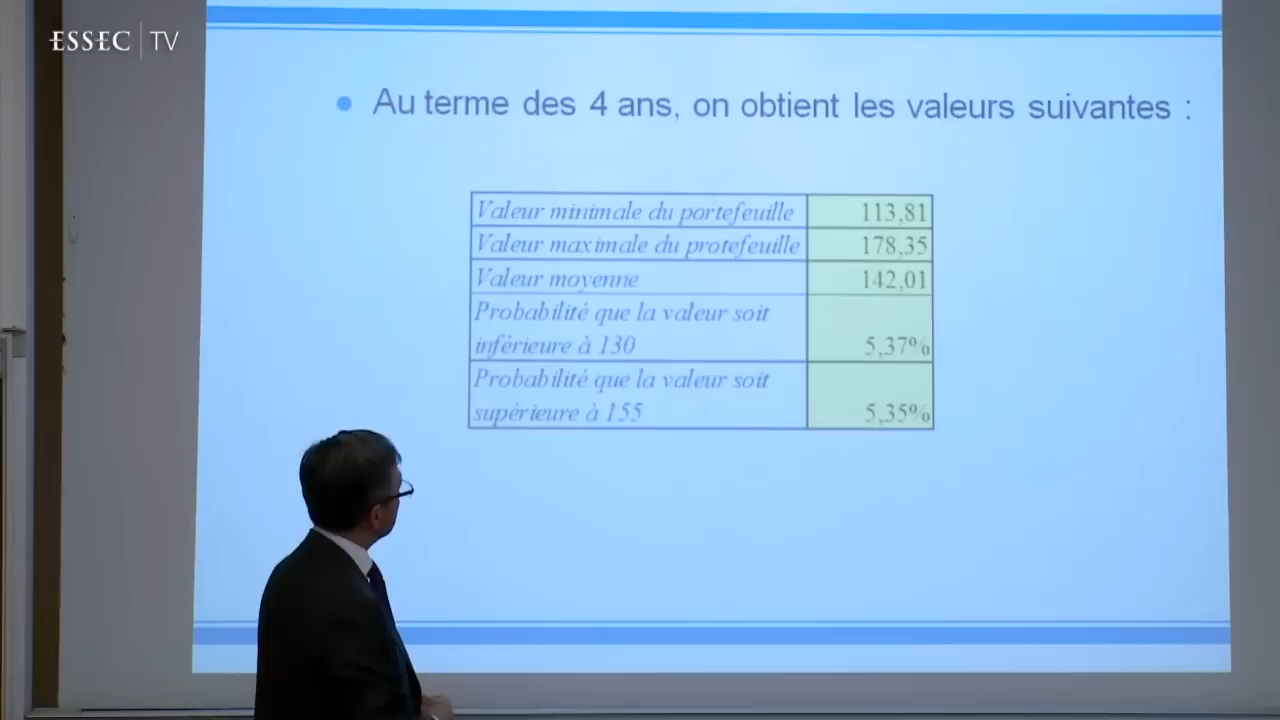 ESSEC | TV
• Au terme des 4 ans, on obtient les valeurs suivantes :
Valeur minimale du portefeuille 113,81
Valeur maximale du protefeuille 178,35
Valeur moyenne 142,01
Probabilité que la valeur soit
inférieure à 130 5,37%
Probabilité que la valeur soit
supérieure à 155 5,35%